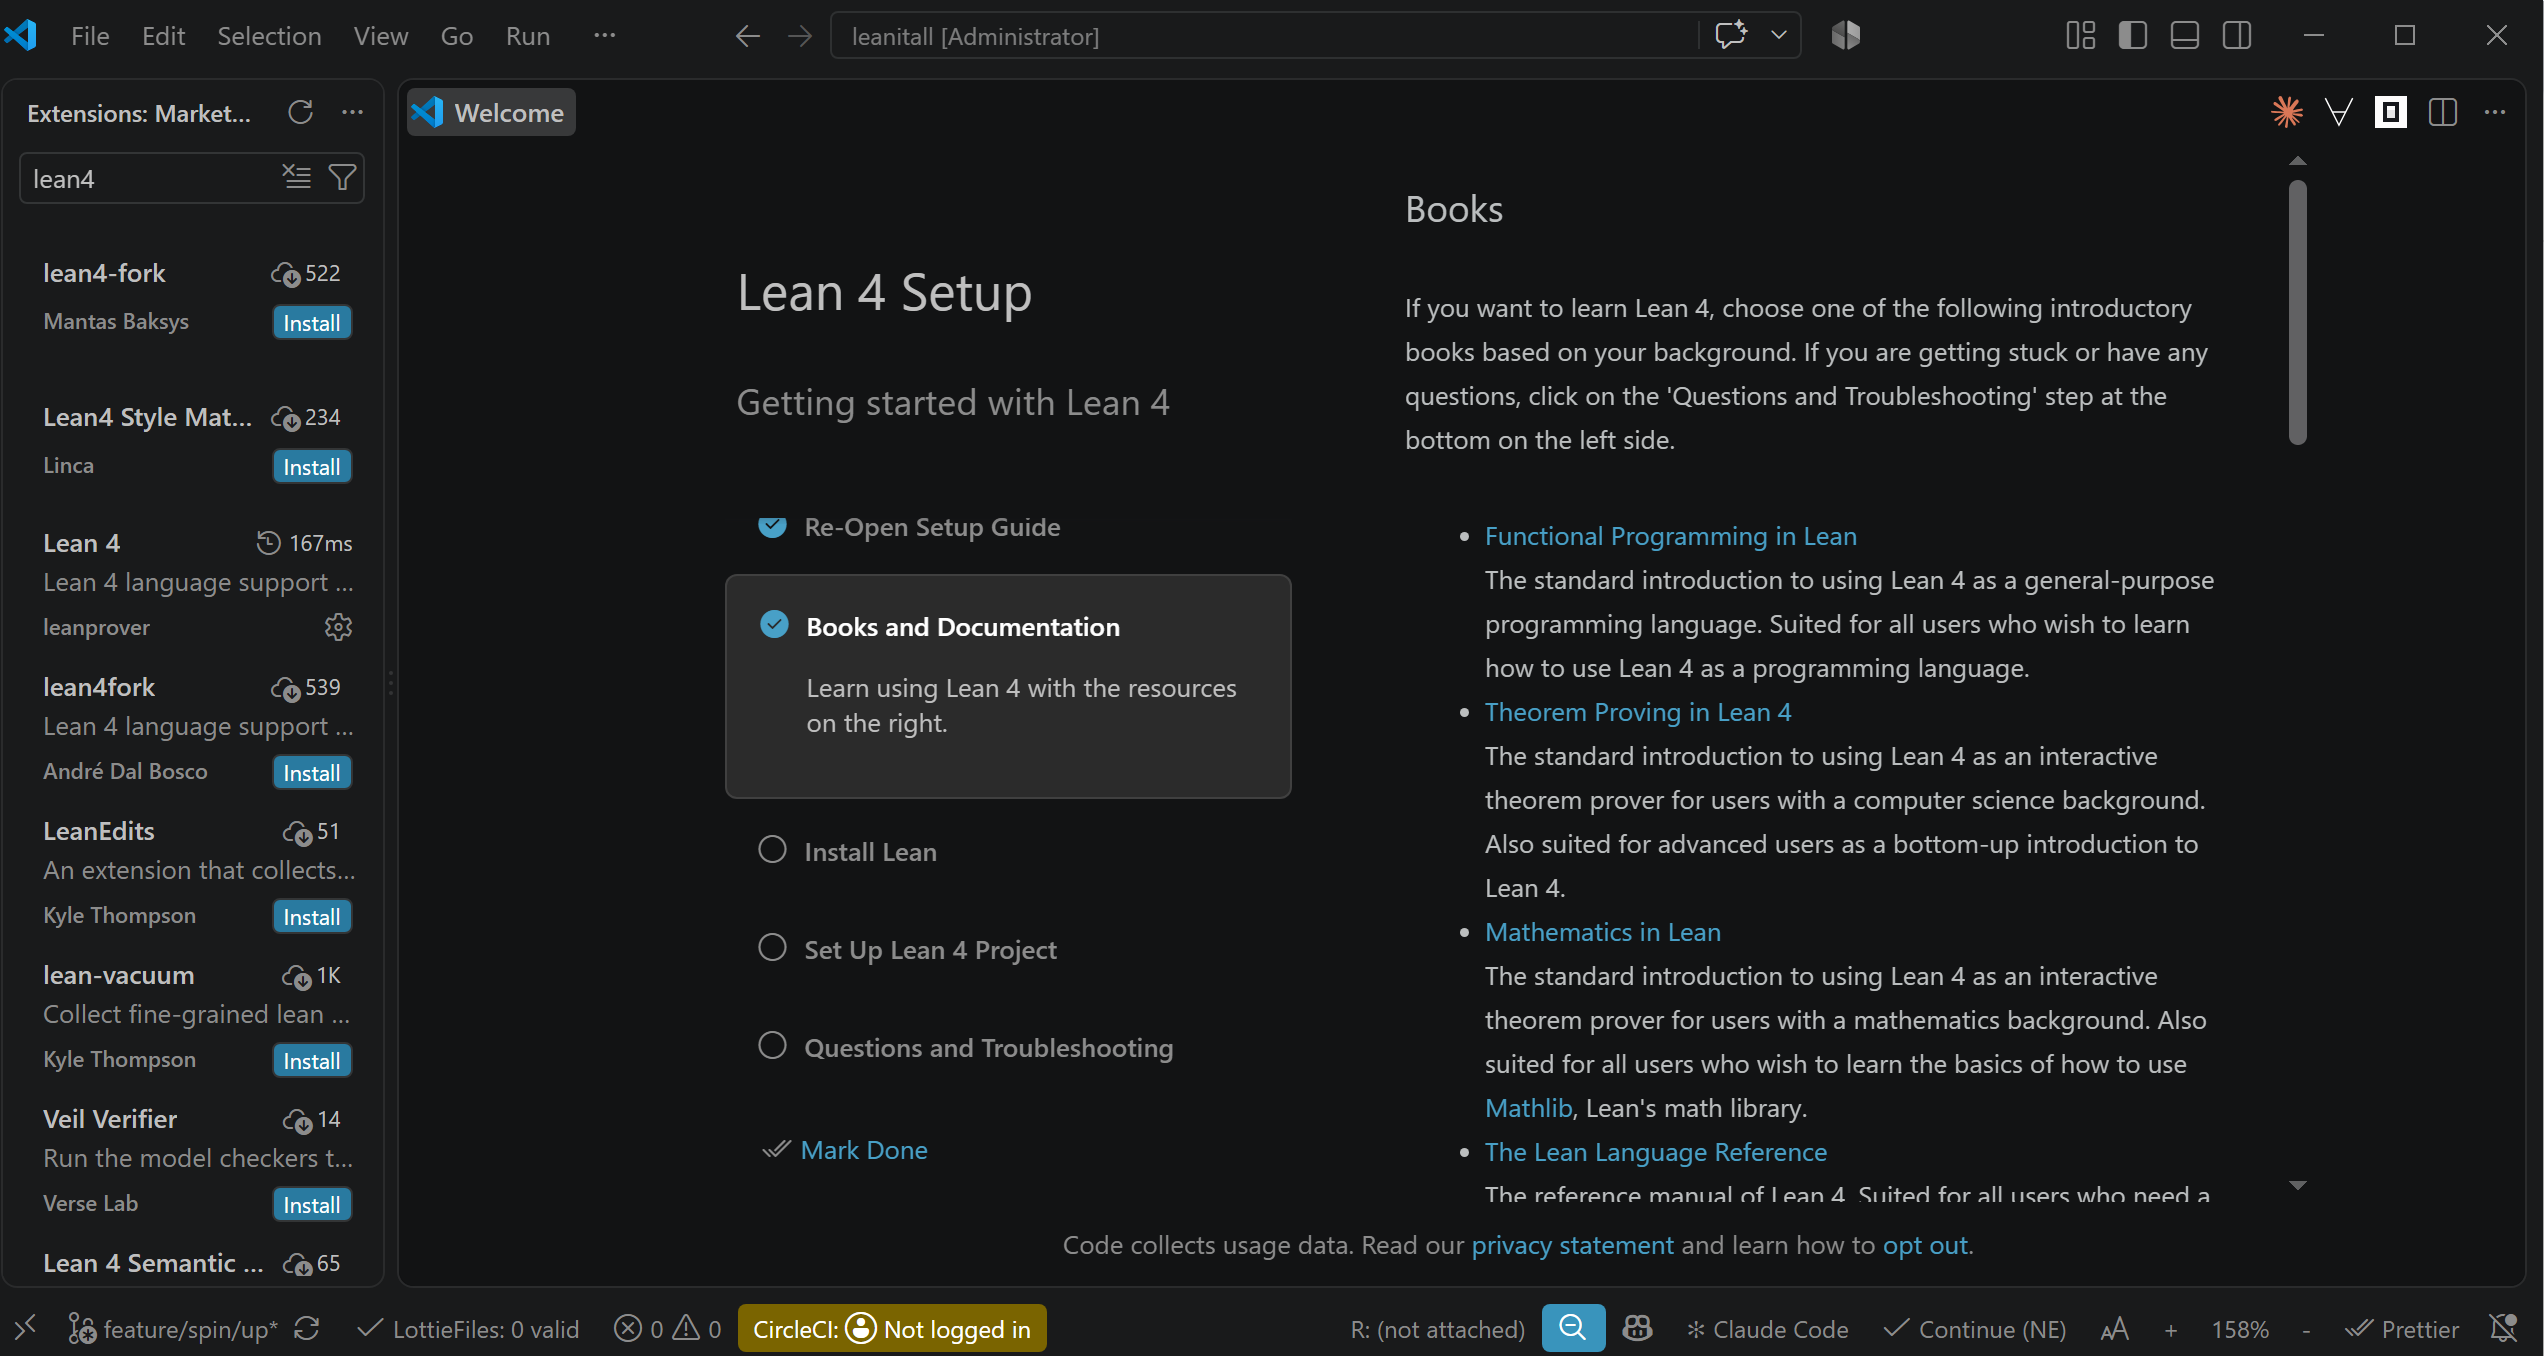 File Edit Selection View Go Run ...
leanitall [Administrator]
Extensions: Market...
lean4
lean4-fork 522
Mantas Baksys Install
Lean4 Style Mat... 234
Linca Install
Lean 4 167ms
Lean 4 language support ...
leanprover
lean4fork 539
Lean 4 language support ...
André Dal Bosco Install
LeanEdits 51
An extension that collects...
Kyle Thompson Install
lean-vacuum 1K
Collect fine-grained lean ...
Kyle Thompson Install
Veil Verifier 14
Run the model checkers t...
Verse Lab Install
Lean 4 Semantic ... 65
Welcome
Lean 4 Setup
Getting started with Lean 4
Re-Open Setup Guide
Books and Documentation
Learn using Lean 4 with the resources
on the right.
Install Lean
Set Up Lean 4 Project
Questions and Troubleshooting
Mark Done
Books
If you want to learn Lean 4, choose one of the following introductory
books based on your background. If you are getting stuck or have any
questions, click on the 'Questions and Troubleshooting' step at the
bottom on the left side.
• Functional Programming in Lean
The standard introduction to using Lean 4 as a general-purpose
programming language. Suited for all users who wish to learn
how to use Lean 4 as a programming language.
• Theorem Proving in Lean 4
The standard introduction to using Lean 4 as an interactive
theorem prover for users with a computer science background.
Also suited for advanced users as a bottom-up introduction to
Lean 4.
• Mathematics in Lean
The standard introduction to using Lean 4 as an interactive
theorem prover for users with a mathematics background. Also
suited for all users who wish to learn the basics of how to use
Mathlib, Lean's math library.
• The Lean Language Reference
The reference manual of Lean 4. Suited for all users who need a
Code collects usage data. Read our privacy statement and learn how to opt out.
feature/spin/up* LottieFiles: 0 valid 0 0 CircleCI: Not logged in R: (not attached) Claude Code Continue (NE) AA + 158% - Prettier